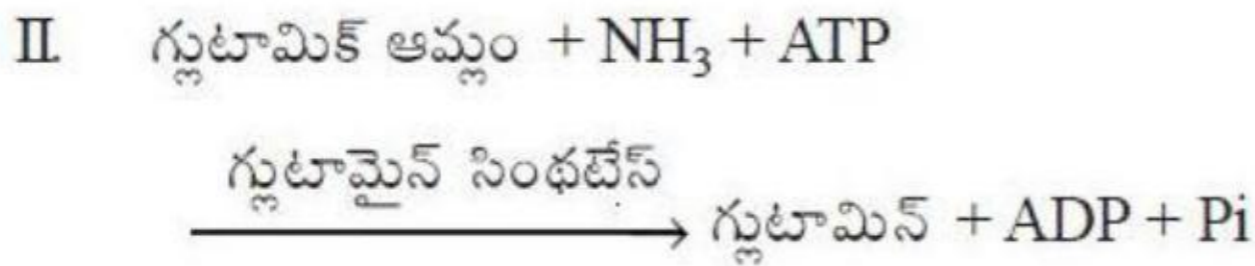 II. గ్లుటామిక్ ఆమ్లం + NH₃ + ATP
గ్లుటామైన్ సింథటేస్
⟶ గ్లుటామిన్ + ADP + Pi